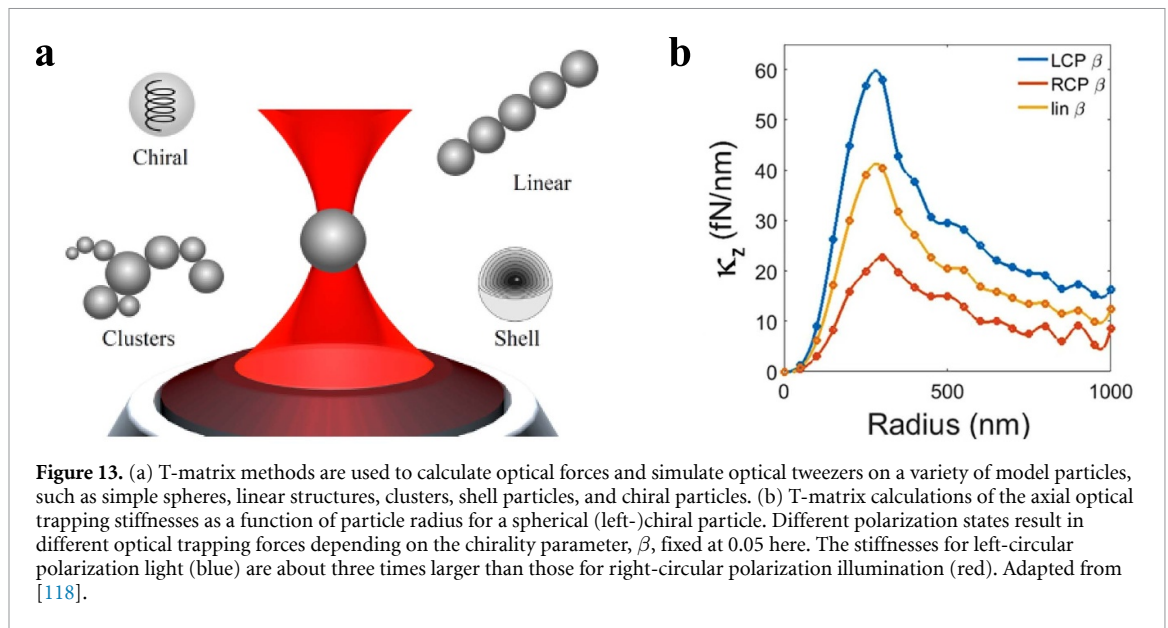 a
Chiral
Linear
Clusters
Shell
b
LCP β
RCP β
lin β
60
50
40
30
20
10
0
κz (fN/nm)
0 500 1000
Radius (nm)
Figure 13. (a) T-matrix methods are used to calculate optical forces and simulate optical tweezers on a variety of model particles,
such as simple spheres, linear structures, clusters, shell particles, and chiral particles. (b) T-matrix calculations of the axial optical
trapping stiffnesses as a function of particle radius for a spherical (left-)chiral particle. Different polarization states result in
different optical trapping forces depending on the chirality parameter, β, fixed at 0.05 here. The stiffnesses for left-circular
polarization light (blue) are about three times larger than those for right-circular polarization illumination (red). Adapted from
[118].